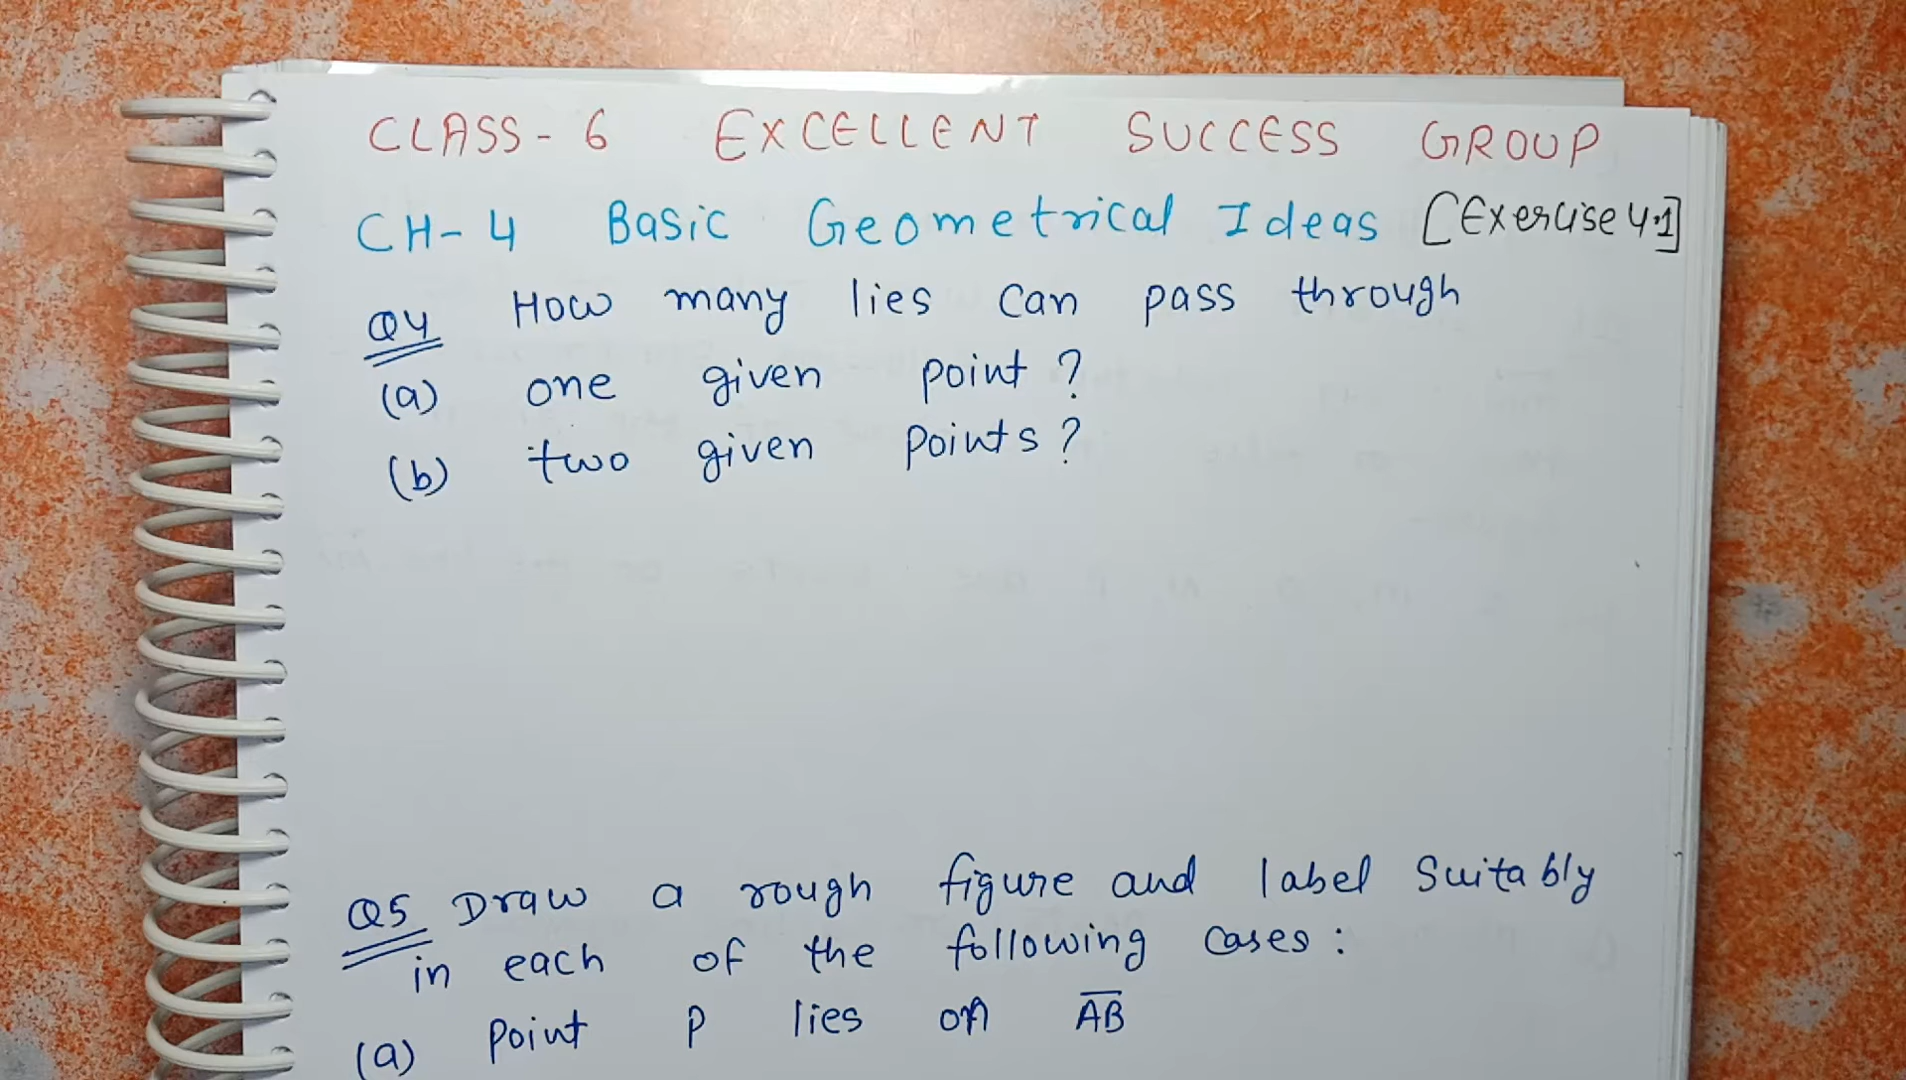 CLASS-6 EXCELLENT SUCCESS GROUP
CH-4 Basic Geometrical Ideas [Exercise 4.1]
Q4 How many lies can pass through
(a) one given point?
(b) two given points?
Q5 Draw a rough figure and label suitably
in each of the following cases:
(a) point P lies on A̅B̅